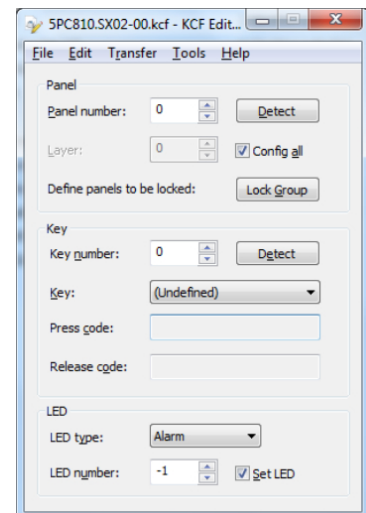 5PC810.SX02-00.kcf - KCF Edit...
File Edit Transfer Tools Help
Panel
Panel number: 0 Detect
Layer: 0 Config all
Define panels to be locked: Lock Group
Key
Key number: 0 Detect
Key: (Undefined)
Press code:
Release code:
LED
LED type: Alarm
LED number: -1 Set LED